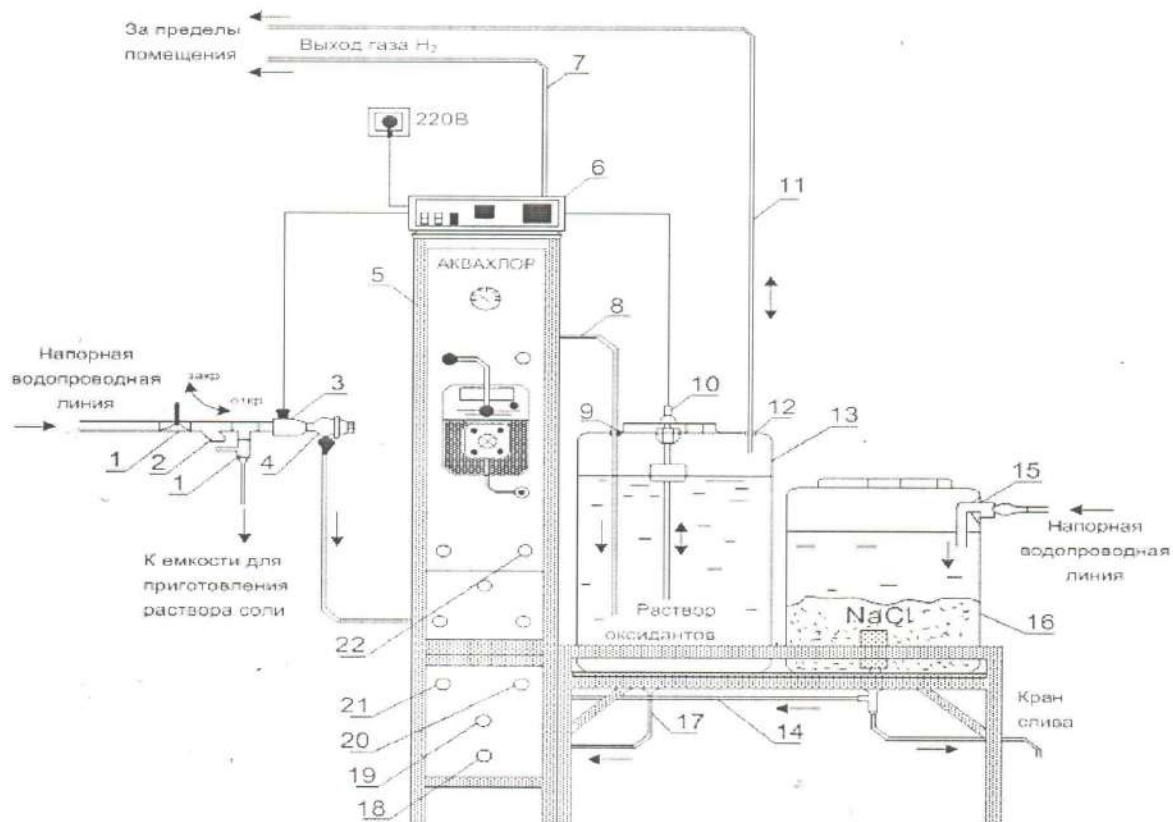 За пределы
помещения
Выход газа H₂
7
220В
6
11
АКВАХЛОР
5
8
Напорная
водопроводная
линия
закр
откр
3
10
9
12
13
1
2
1
4
15
Напорная
водопроводная
линия
К емкости для
приготовления
раствора соли
Раствор
оксидантов
NaCl
16
22
21
20
19
18
17
14
Кран
слива